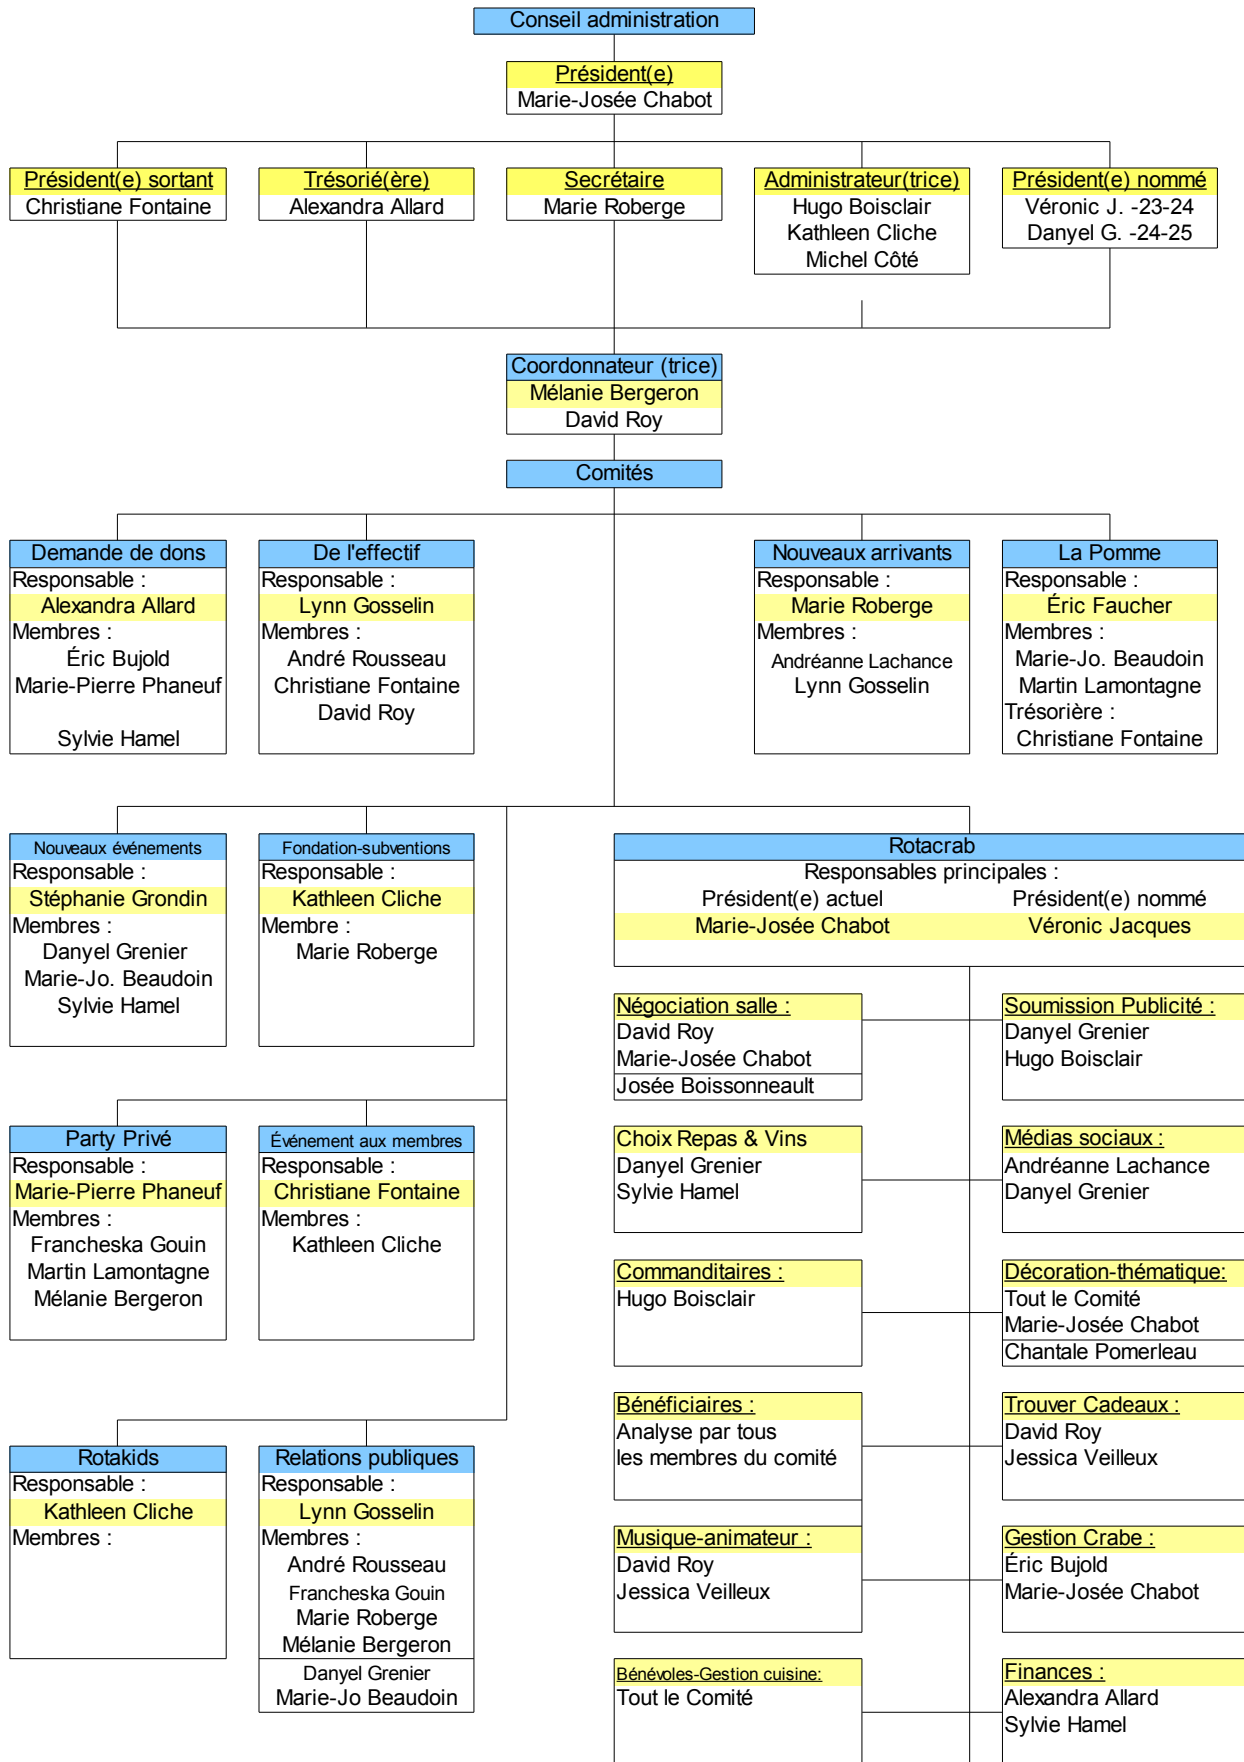 Conseil administration
Président(e)
Marie-Josée Chabot
Président(e) sortant
Christiane Fontaine
Trésorié(ère)
Alexandra Allard
Secrétaire
Marie Roberge
Administrateur(trice)
Hugo Boisclair
Kathleen Cliche
Michel Côté
Président(e) nommé
Véronic J. -23-24
Danyel G. -24-25
Coordonnateur (trice)
Mélanie Bergeron
David Roy
Comités
Demande de dons
Responsable :
Alexandra Allard
Membres :
Éric Bujold
Marie-Pierre Phaneuf
Sylvie Hamel
De l'effectif
Responsable :
Lynn Gosselin
Membres :
André Rousseau
Christiane Fontaine
David Roy
Nouveaux arrivants
Responsable :
Marie Roberge
Membres :
Andréanne Lachance
Lynn Gosselin
La Pomme
Responsable :
Éric Faucher
Membres :
Marie-Jo. Beaudoin
Martin Lamontagne
Trésorière :
Christiane Fontaine
Nouveaux événements
Responsable :
Stéphanie Grondin
Membres :
Danyel Grenier
Marie-Jo. Beaudoin
Sylvie Hamel
Fondation-subventions
Responsable :
Kathleen Cliche
Membre :
Marie Roberge
Rotacrab
Responsables principales :
Président(e) actuel
Président(e) nommé
Marie-Josée Chabot
Véronic Jacques
Négociation salle :
David Roy
Marie-Josée Chabot
Josée Boissonneault
Soumission Publicité :
Danyel Grenier
Hugo Boisclair
Party Privé
Responsable :
Marie-Pierre Phaneuf
Membres :
Francheska Gouin
Martin Lamontagne
Mélanie Bergeron
Événement aux membres
Responsable :
Christiane Fontaine
Membres :
Kathleen Cliche
Choix Repas & Vins
Danyel Grenier
Sylvie Hamel
Médias sociaux :
Andréanne Lachance
Danyel Grenier
Commanditaires :
Hugo Boisclair
Décoration-thématique:
Tout le Comité
Marie-Josée Chabot
Chantale Pomerleau
Bénéficiaires :
Analyse par tous
les membres du comité
Trouver Cadeaux :
David Roy
Jessica Veilleux
Rotakids
Responsable :
Kathleen Cliche
Membres :
Relations publiques
Responsable :
Lynn Gosselin
Membres :
André Rousseau
Francheska Gouin
Marie Roberge
Mélanie Bergeron
Danyel Grenier
Marie-Jo Beaudoin
Musique-animateur :
David Roy
Jessica Veilleux
Gestion Crabe :
Éric Bujold
Marie-Josée Chabot
Bénévoles-Gestion cuisine:
Tout le Comité
Finances :
Alexandra Allard
Sylvie Hamel